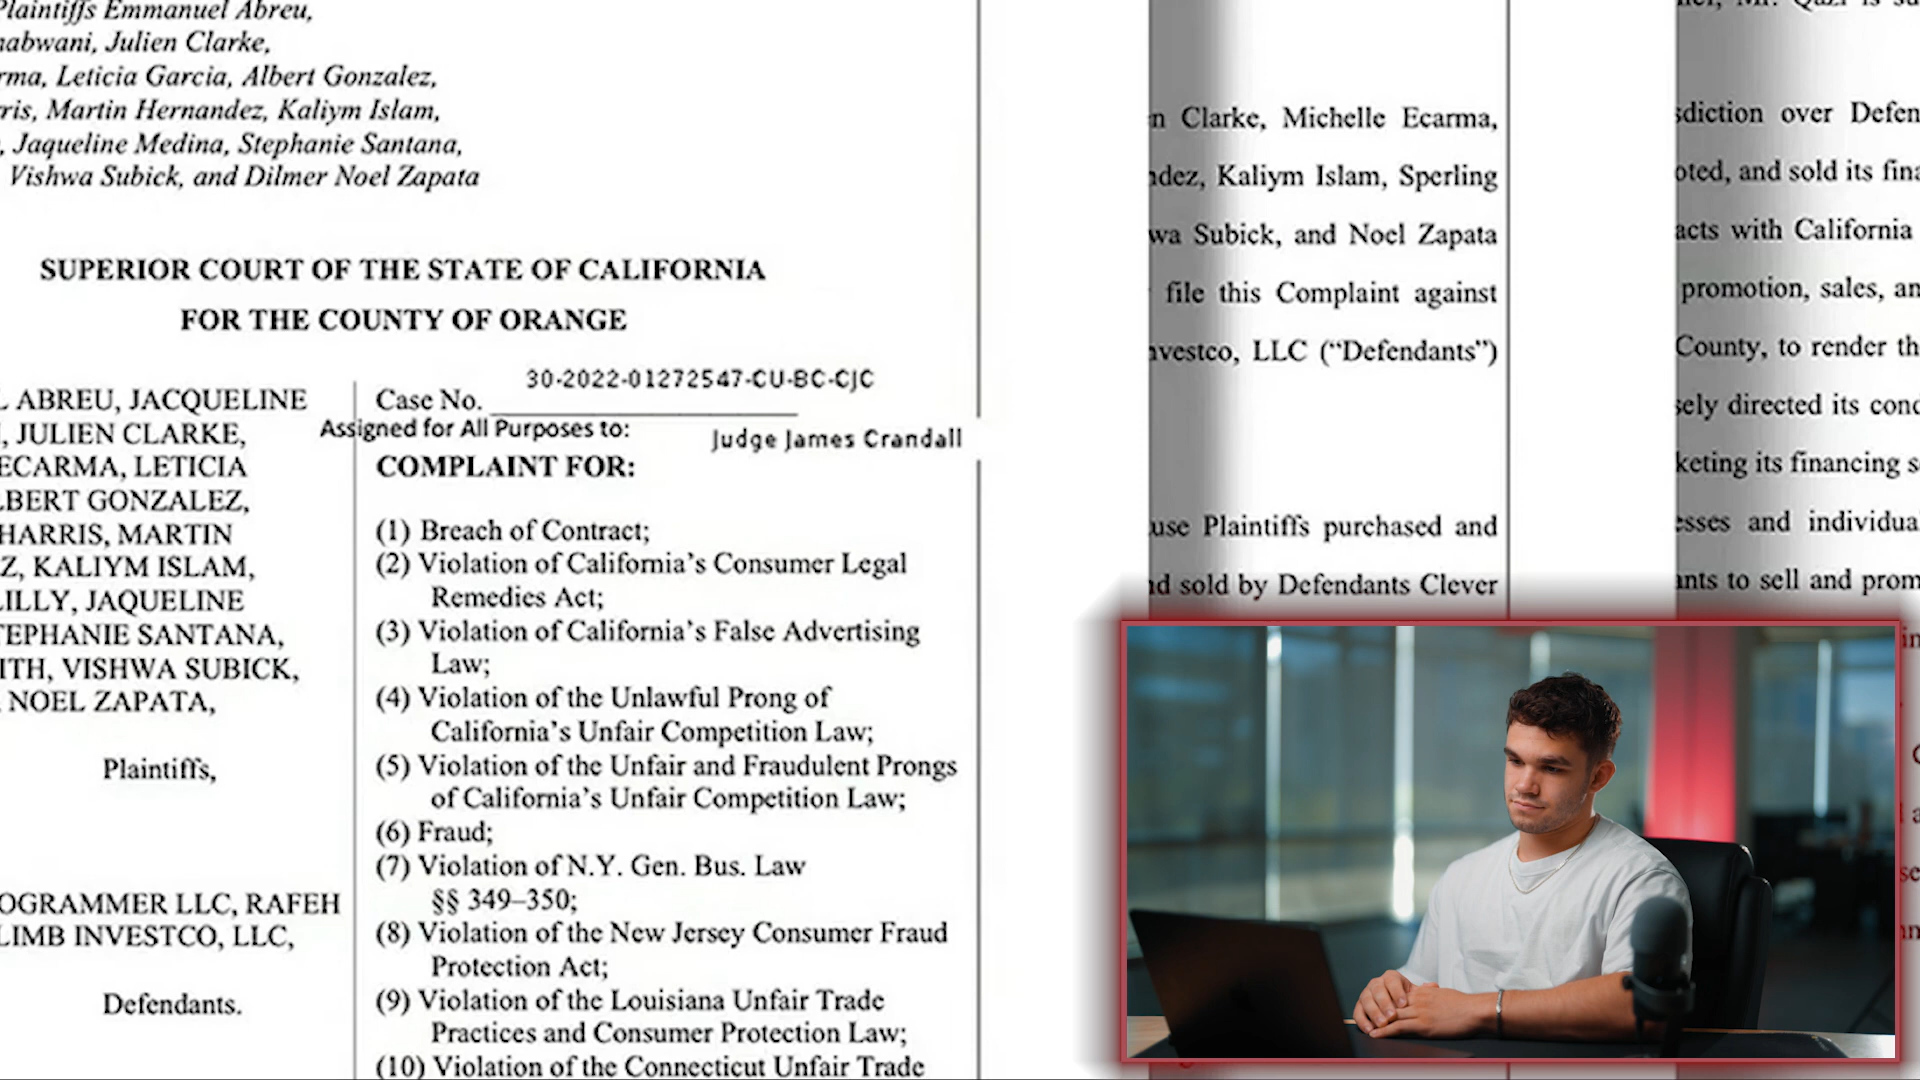 Plaintiffs Emmanuel Abreu,
nabwani, Julien Clarke,
rma, Leticia Garcia, Albert Gonzalez,
rris, Martin Hernandez, Kaliym Islam,
, Jaqueline Medina, Stephanie Santana,
Vishwa Subick, and Dilmer Noel Zapata
SUPERIOR COURT OF THE STATE OF CALIFORNIA
FOR THE COUNTY OF ORANGE
L ABREU, JACQUELINE
, JULIEN CLARKE,
ECARMA, LETICIA
LBERT GONZALEZ,
HARRIS, MARTIN
Z, KALIYM ISLAM,
LILLY, JAQUELINE
TEPHANIE SANTANA,
ITH, VISHWA SUBICK,
NOEL ZAPATA,
Plaintiffs,
OGRAMMER LLC, RAFEH
LIMB INVESTCO, LLC,
Defendants.
30-2022-01272547-CU-BC-CJC
Case No.
Assigned for All Purposes to:
Judge James Crandall
COMPLAINT FOR:
(1) Breach of Contract;
(2) Violation of California's Consumer Legal
Remedies Act;
(3) Violation of California's False Advertising
Law;
(4) Violation of the Unlawful Prong of
California's Unfair Competition Law;
(5) Violation of the Unfair and Fraudulent Prongs
of California's Unfair Competition Law;
(6) Fraud;
(7) Violation of N.Y. Gen. Bus. Law
§§ 349–350;
(8) Violation of the New Jersey Consumer Fraud
Protection Act;
(9) Violation of the Louisiana Unfair Trade
Practices and Consumer Protection Law;
(10) Violation of the Connecticut Unfair Trade
n Clarke, Michelle Ecarma,
ndez, Kaliym Islam, Sperling
wa Subick, and Noel Zapata
file this Complaint against
nvestco, LLC (“Defendants”)
use Plaintiffs purchased and
nd sold by Defendants Clever
sdiction over Defen
oted, and sold its fina
acts with California
promotion, sales, an
County, to render th
sely directed its cond
keting its financing s
esses and individua
ants to sell and prom